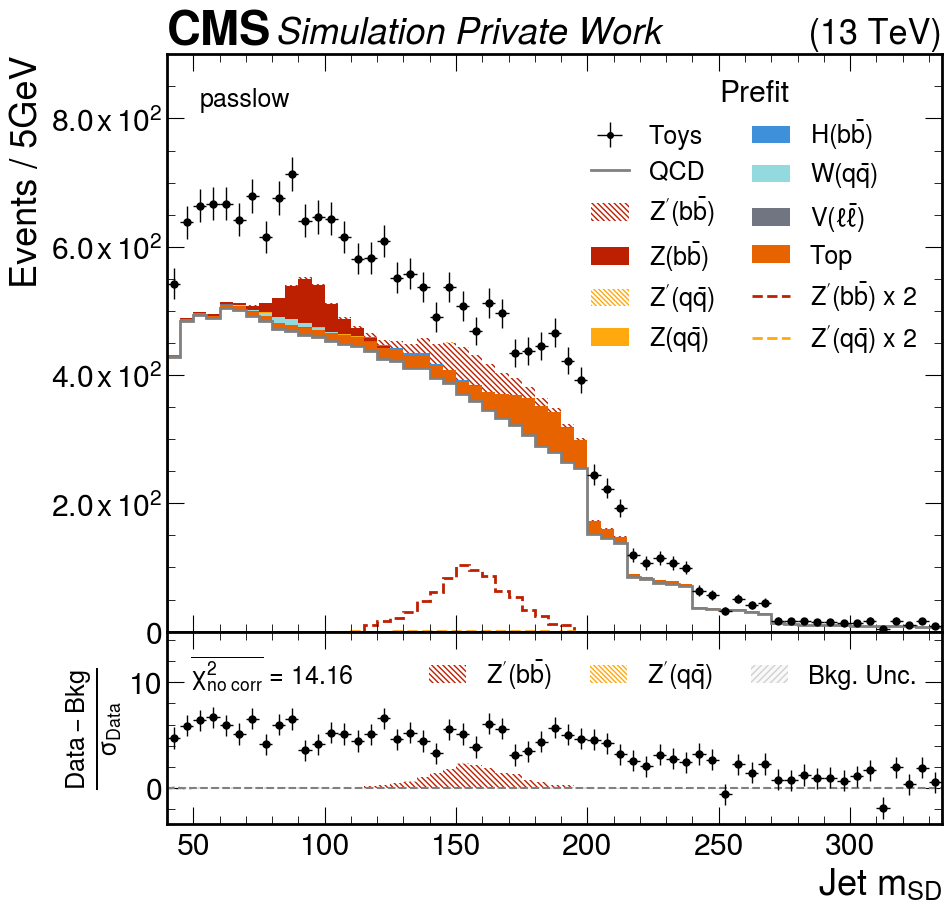 CMS Simulation Private Work (13 TeV)
Events / 5GeV
passlow
Prefit
Toys
QCD
Z′(bb̄)
Z(bb̄)
Z′(qq̄)
Z(qq̄)
H(bb̄)
W(qq̄)
V(ℓℓ̄)
Top
Z′(bb̄) x 2
Z′(qq̄) x 2
8.0 x 10²
6.0 x 10²
4.0 x 10²
2.0 x 10²
0
Data – Bkg
σData
χ² no corr = 14.16
Z′(bb̄) Z′(qq̄) Bkg. Unc.
10
0
50 100 150 200 250 300
Jet mSD